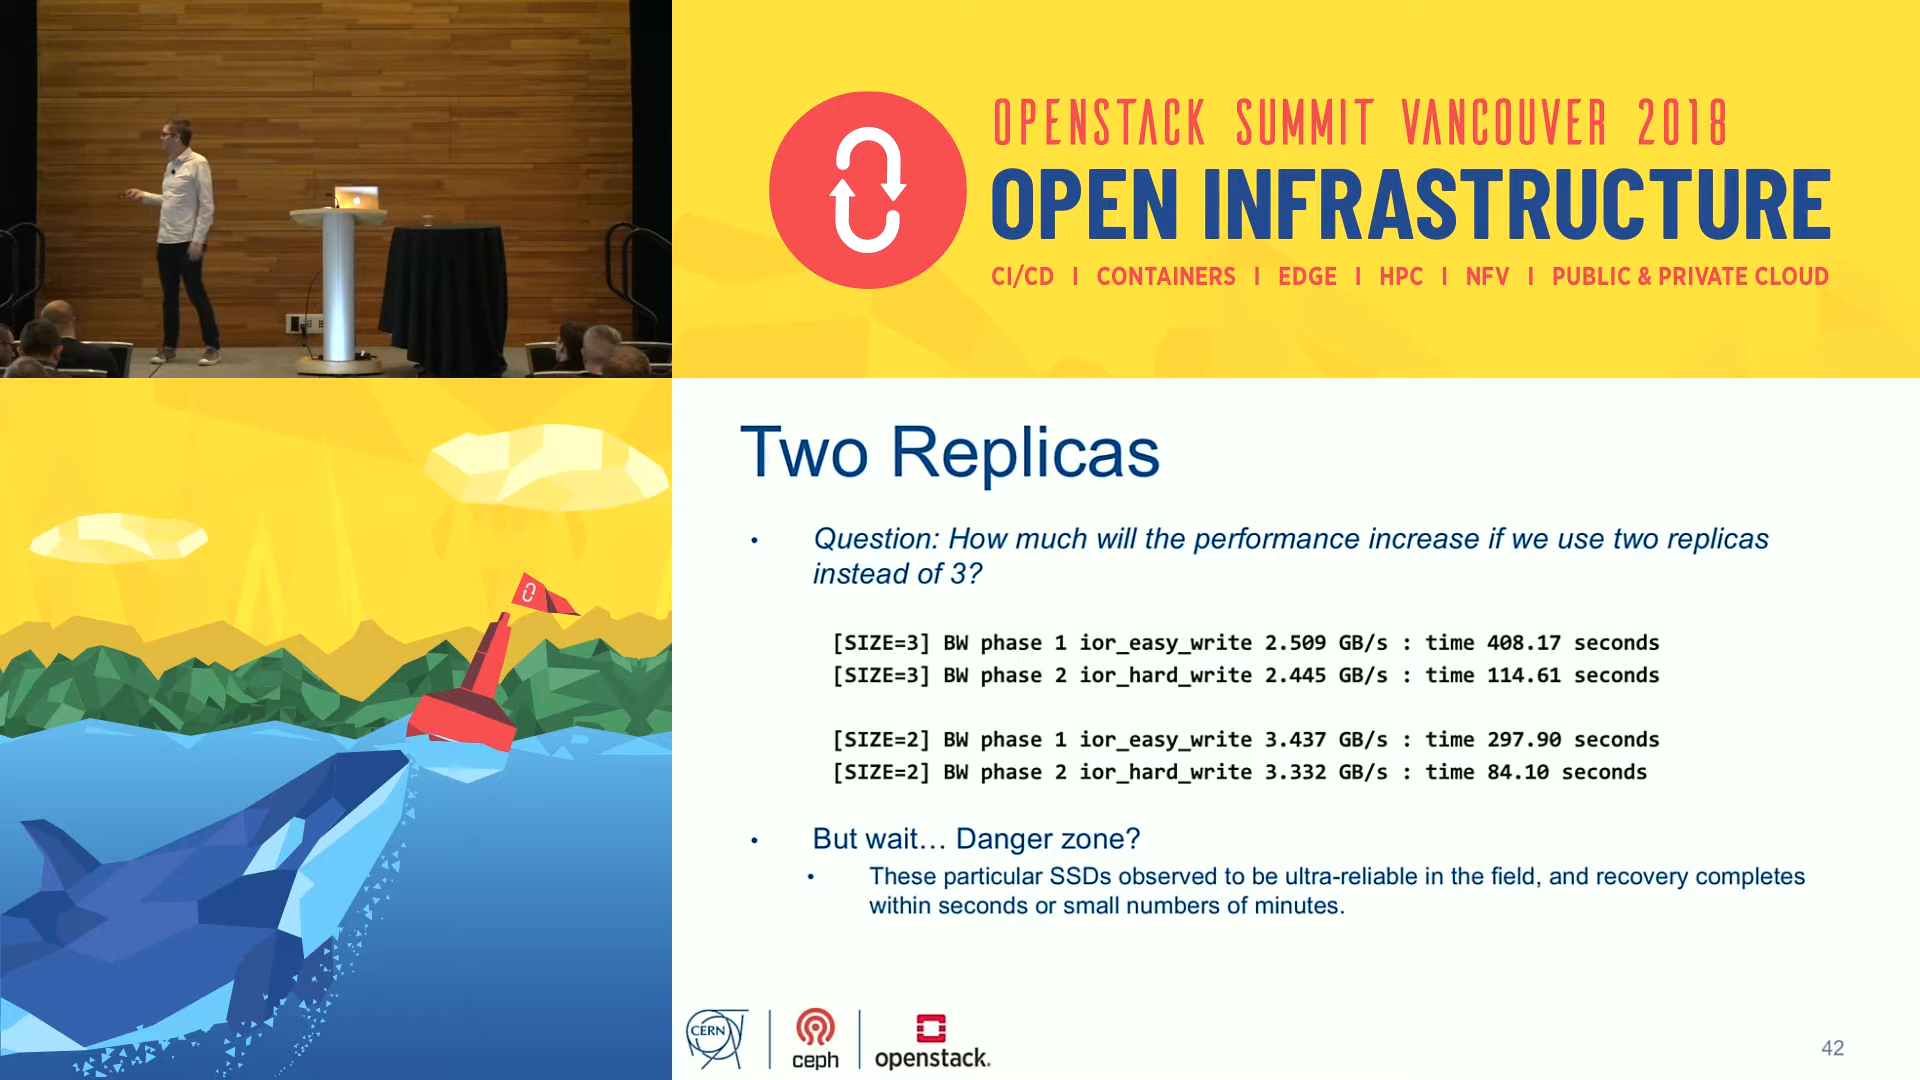 OPENSTACK SUMMIT VANCOUVER 2018
OPEN INFRASTRUCTURE
CI/CD | CONTAINERS | EDGE | HPC | NFV | PUBLIC & PRIVATE CLOUD
Two Replicas
• Question: How much will the performance increase if we use two replicas
instead of 3?
[SIZE=3] BW phase 1 ior_easy_write 2.509 GB/s : time 408.17 seconds
[SIZE=3] BW phase 2 ior_hard_write 2.445 GB/s : time 114.61 seconds
[SIZE=2] BW phase 1 ior_easy_write 3.437 GB/s : time 297.90 seconds
[SIZE=2] BW phase 2 ior_hard_write 3.332 GB/s : time 84.10 seconds
• But wait… Danger zone?
• These particular SSDs observed to be ultra-reliable in the field, and recovery completes
within seconds or small numbers of minutes.
CERN
ceph
openstack.
42